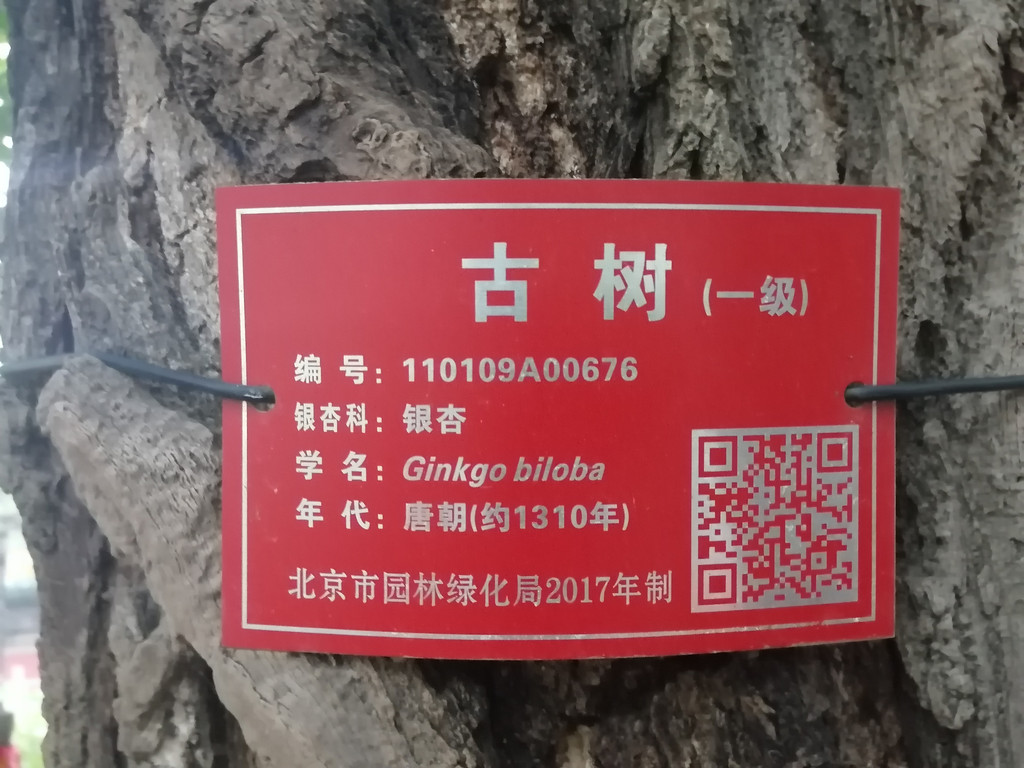 古树(一级)
编号：110109A00676
银杏科：银杏
学名：Ginkgo biloba
年代：唐朝(约1310年)
北京市园林绿化局2017年制